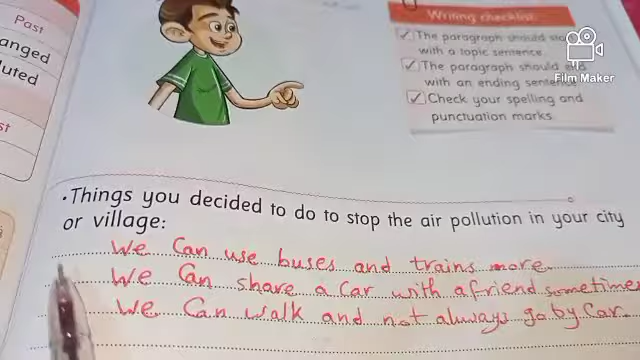 Past
anged
luted
st
Writing checklist
✓ The paragraph should
with a topic sentence.
✓ The paragraph should
with an ending sentence.
✓ Check your spelling and
punctuation marks.
Film Maker
• Things you decided to do to stop the air pollution in your city
or village:
We Can use buses and trains more.
We Can share a Car with a friend sometimes
We Can walk and not always go by Car.